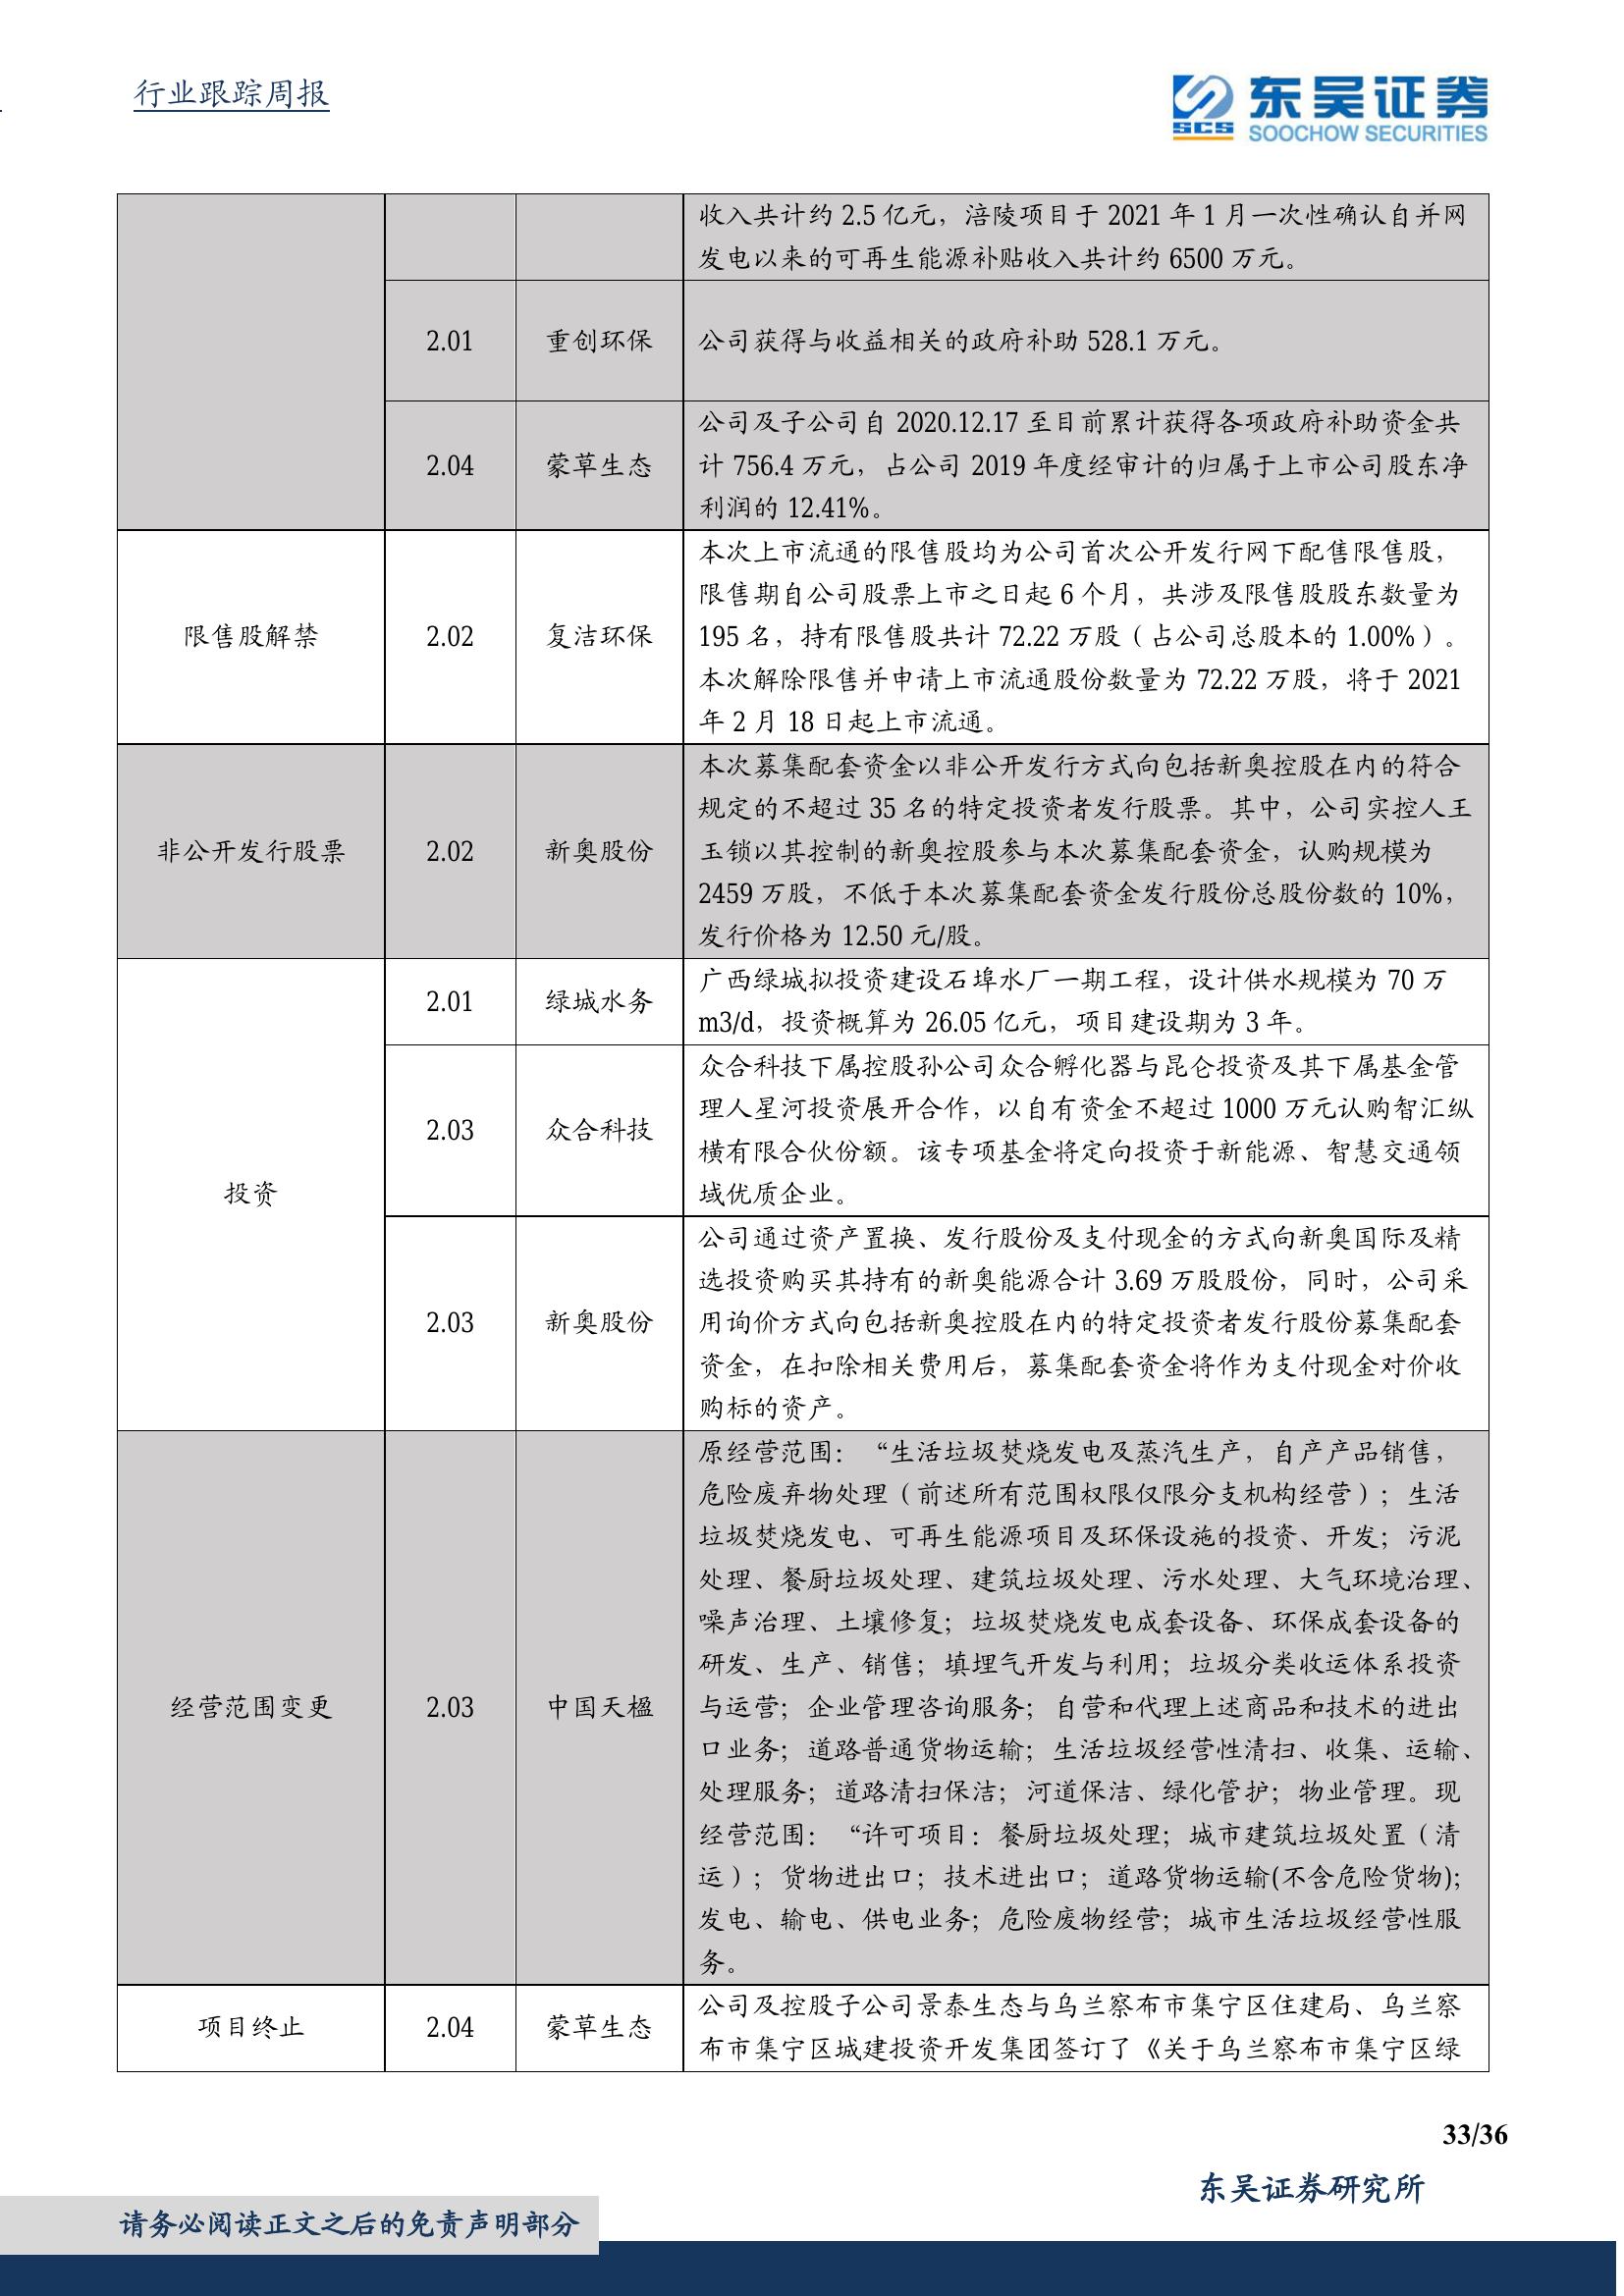 行业跟踪周报
SCS
东吴证券
SOOCHOW SECURITIES
收入共计约 2.5 亿元，涪陵项目于 2021 年 1 月一次性确认自并网
发电以来的可再生能源补贴收入共计约 6500 万元。
2.01 重创环保 公司获得与收益相关的政府补助 528.1 万元。
公司及子公司自 2020.12.17 至目前累计获得各项政府补助资金共
2.04 蒙草生态 计 756.4 万元，占公司 2019 年度经审计的归属于上市公司股东净
利润的 12.41%。
本次上市流通的限售股均为公司首次公开发行网下配售限售股，
限售期自公司股票上市之日起 6 个月，共涉及限售股股东数量为
限售股解禁 2.02 复洁环保 195 名，持有限售股共计 72.22 万股（占公司总股本的 1.00%）。
本次解除限售并申请上市流通股份数量为 72.22 万股，将于 2021
年 2 月 18 日起上市流通。
本次募集配套资金以非公开发行方式向包括新奥控股在内的符合
规定的不超过 35 名的特定投资者发行股票。其中，公司实控人王
非公开发行股票 2.02 新奥股份 玉锁以其控制的新奥控股参与本次募集配套资金，认购规模为
2459 万股，不低于本次募集配套资金发行股份总股份数的 10%，
发行价格为 12.50 元/股。
2.01 绿城水务 广西绿城拟投资建设石埠水厂一期工程，设计供水规模为 70 万
m3/d，投资概算为 26.05 亿元，项目建设期为 3 年。
众合科技下属控股孙公司众合孵化器与昆仑投资及其下属基金管
2.03 众合科技 理人星河投资展开合作，以自有资金不超过 1000 万元认购智汇纵
横有限合伙份额。该专项基金将定向投资于新能源、智慧交通领
投资
域优质企业。
公司通过资产置换、发行股份及支付现金的方式向新奥国际及精
选投资购买其持有的新奥能源合计 3.69 万股股份，同时，公司采
2.03 新奥股份 用询价方式向包括新奥控股在内的特定投资者发行股份募集配套
资金，在扣除相关费用后，募集配套资金将作为支付现金对价收
购标的资产。
原经营范围：“生活垃圾焚烧发电及蒸汽生产，自产产品销售，
危险废弃物处理（前述所有范围权限仅限分支机构经营）；生活
垃圾焚烧发电、可再生能源项目及环保设施的投资、开发；污泥
处理、餐厨垃圾处理、建筑垃圾处理、污水处理、大气环境治理、
噪声治理、土壤修复；垃圾焚烧发电成套设备、环保成套设备的
研发、生产、销售；填埋气开发与利用；垃圾分类收运体系投资
经营范围变更 2.03 中国天楹 与运营；企业管理咨询服务；自营和代理上述商品和技术的进出
口业务；道路普通货物运输；生活垃圾经营性清扫、收集、运输、
处理服务；道路清扫保洁；河道保洁、绿化管护；物业管理。现
经营范围：“许可项目：餐厨垃圾处理；城市建筑垃圾处置（清
运）；货物进出口；技术进出口；道路货物运输(不含危险货物)；
发电、输电、供电业务；危险废物经营；城市生活垃圾经营性服
务。
项目终止 2.04 蒙草生态 公司及控股子公司景泰生态与乌兰察布市集宁区住建局、乌兰察
布市集宁区城建投资开发集团签订了《关于乌兰察布市集宁区绿
33/36
东吴证券研究所
请务必阅读正文之后的免责声明部分